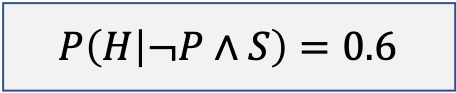 P(H|¬P ∧ S) = 0.6